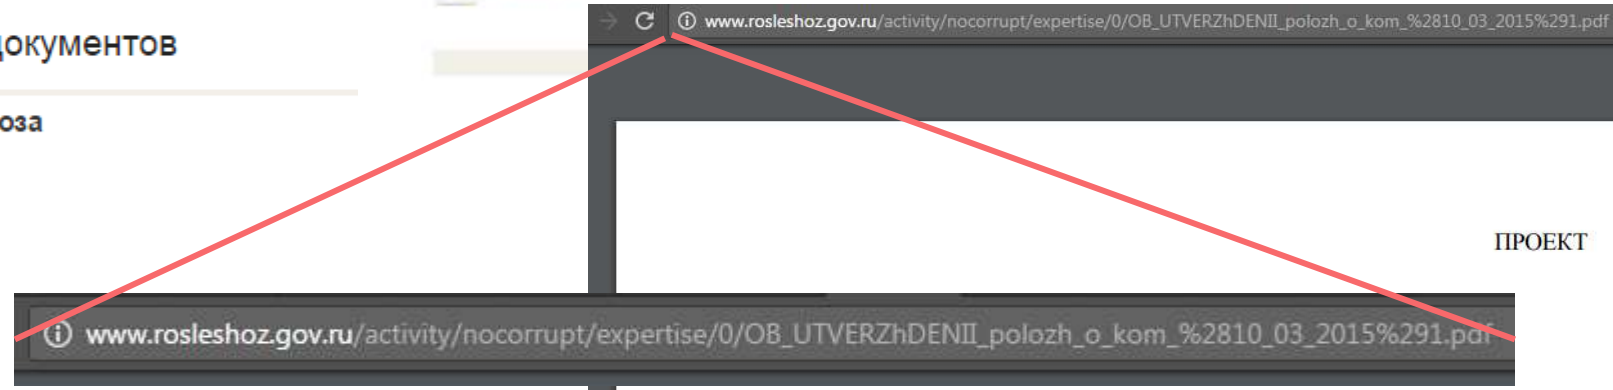 документов
www.rosleshoz.gov.ru/activity/nocorrupt/expertise/0/OB_UTVERZhDENII_polozh_o_kom_%2810_03_2015%291.pdf
оза
ПРОЕКТ
www.rosleshoz.gov.ru/activity/nocorrupt/expertise/0/OB_UTVERZhDENII_polozh_o_kom_%2810_03_2015%291.pdf